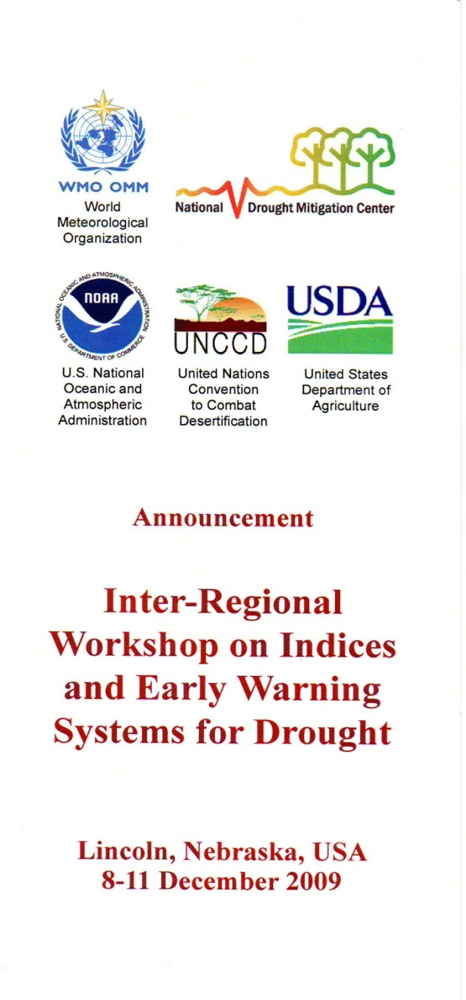 WMO OMM
World
Meteorological
Organization
National Drought Mitigation Center
NATIONAL OCEANIC AND ATMOSPHERIC ADMINISTRATION
U.S. DEPARTMENT OF COMMERCE
NOAA
U.S. National
Oceanic and
Atmospheric
Administration
UNCCD
United Nations
Convention
to Combat
Desertification
USDA
United States
Department of
Agriculture
Announcement
Inter-Regional
Workshop on Indices
and Early Warning
Systems for Drought
Lincoln, Nebraska, USA
8-11 December 2009